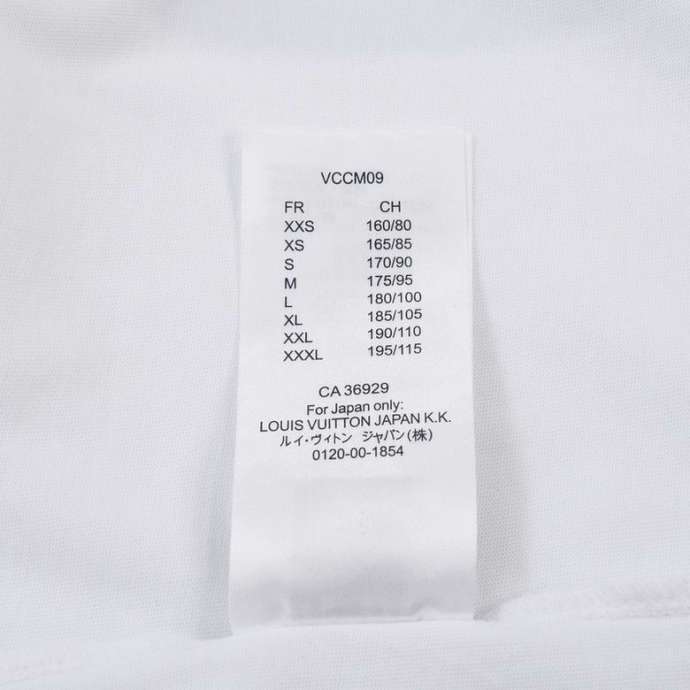 VCCM09
FR CH
XXS 160/80
XS 165/85
S 170/90
M 175/95
L 180/100
XL 185/105
XXL 190/110
XXXL 195/115
CA 36929
For Japan only:
LOUIS VUITTON JAPAN K.K.
ルイ・ヴィトン ジャパン(株)
0120-00-1854